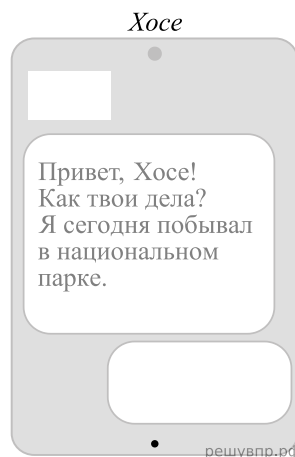 Хосе
Привет, Хосе!
Как твои дела?
Я сегодня побывал
в национальном
парке.
решувпр.рф